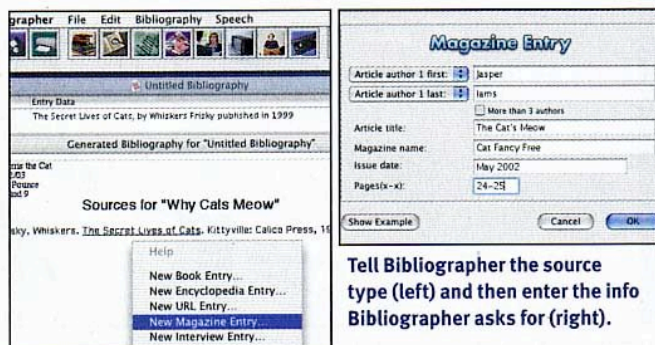 grapher File Edit Bibliography Speech
Untitled Bibliography
Entry Data
The Secret Lives of Cats, by Whiskers Frisky published in 1999
Generated Bibliography for "Untitled Bibliography"
the Cat
Pounce
Sources for "Why Cats Meow"
sky, Whiskers. The Secret Lives of Cats. Kittyville: Calico Press, 19
Help
New Book Entry...
New Encyclopedia Entry...
New URL Entry...
New Magazine Entry...
New Interview Entry...
Magazine Entry
Article author 1 first: Jasper
Article author 1 last: Iams
More than 3 authors
Article title: The Cat's Meow
Magazine name: Cat Fancy Free
Issue date: May 2002
Pages(x-x): 24-25
Show Example Cancel OK
Tell Bibliographer the source
type (left) and then enter the info
Bibliographer asks for (right).